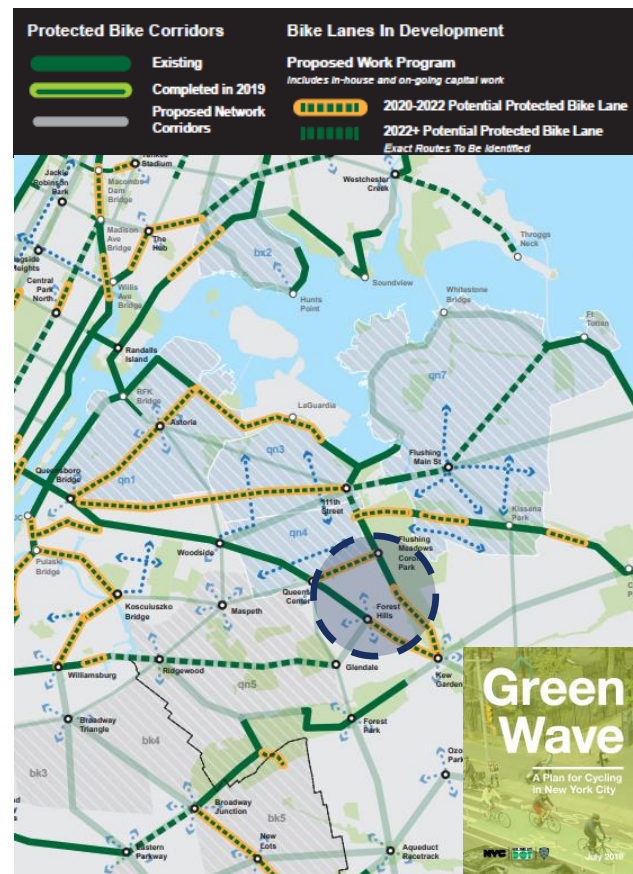 Protected Bike Corridors
Existing
Completed in 2019
Proposed Network
Corridors
Bike Lanes In Development
Proposed Work Program
Includes in-house and on-going capital work
2020-2022 Potential Protected Bike Lane
2022+ Potential Protected Bike Lane
Exact Routes To Be Identified
Stadium
Jackie
Robinson
Park
Macombs
Dam
Bridge
Westchester
Creek
Madison
Ave
Bridge
The
Hub
Throggs
Neck
Heights
bx2
Central
Park
North
Willis
Ave
Bridge
Hunts
Point
Soundview
Whitestone
Bridge
Ft
Totten
Randalls
Island
RFK
Bridge
LaGuardia
qn7
Astoria
qn3
Flushing
Main St
Queensboro
Bridge
qn1
111th
Street
Kissena
Park
Woodside
qn4
Flushing
Meadows
Corona
Park
Pulaski
Bridge
Queens
Center
Kosciuiszko
Bridge
Maspeth
Forest
Hills
Williamsburg
Ridgewood
Glendale
Kew
qn5
Broadway
Triangle
Forest
Park
bk4
bk3
Broadway
Junction
bk5
Eastern
Parkway
New
Lots
Aqueduct
Racetrack
Green
Wave
A Plan for Cycling
in New York City
NYC
July 2019